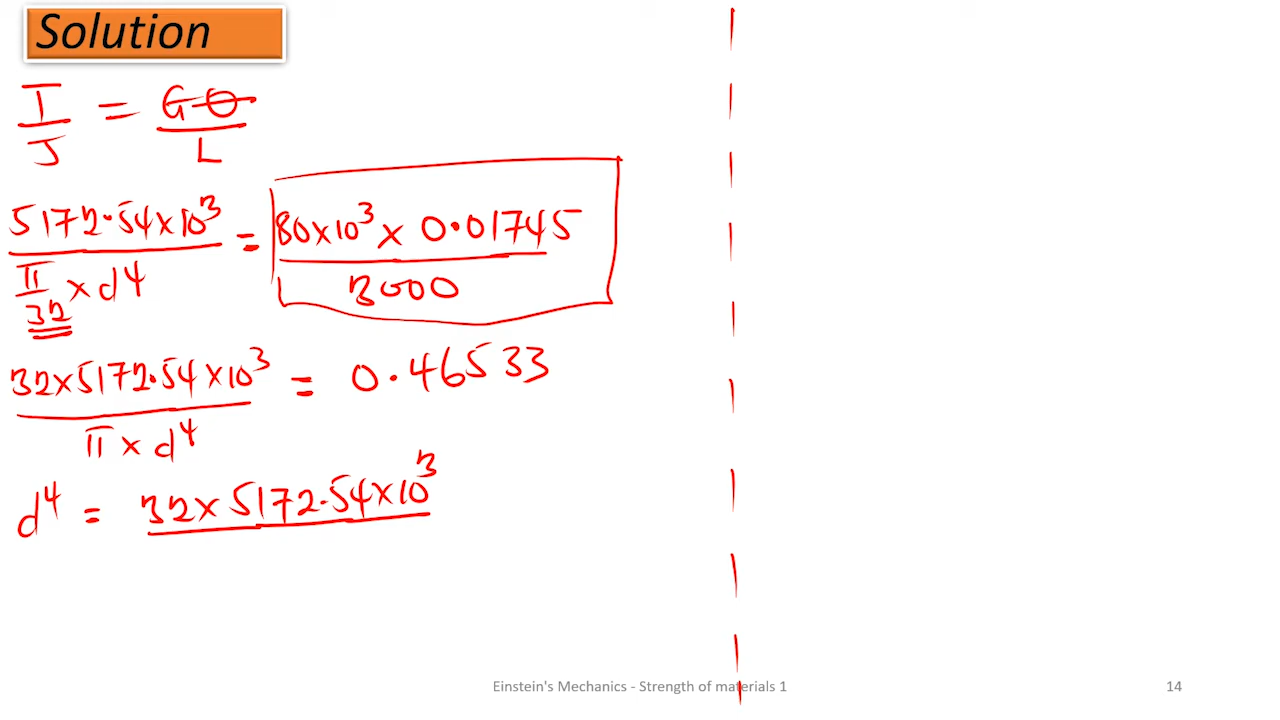 Solution
T/J = Gθ/L
5172.54×10³ / (π/32 × d⁴) = 80×10³ × 0.01745 / 3000
32×5172.54×10³ / (π × d⁴) = 0.46533
d⁴ = 32×5172.54×10³
Einstein's Mechanics - Strength of materials 1
14